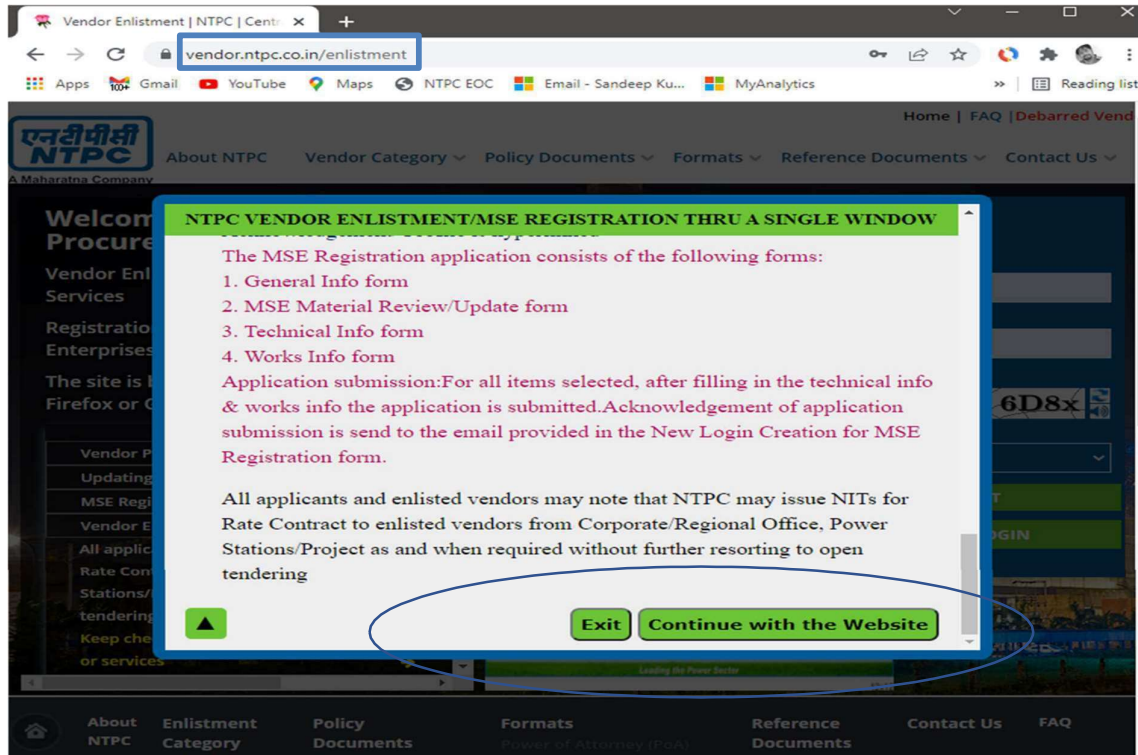 Vendor Enlistment | NTPC | Centr
vendor.ntpc.co.in/enlistment
Apps Gmail YouTube Maps NTPC EOC Email - Sandeep Ku... MyAnalytics » Reading list
Home | FAQ |Debarred Vend
एनटीपीसी
NTPC
A Maharatna Company
About NTPC Vendor Category Policy Documents Formats Reference Documents Contact Us
Welcom
Procure
Vendor Enl
Services
Registratio
Enterprises
The site is
Firefox or
Vendor P
Updating
MSE Regi
Vendor E
All applic
Rate Con
Stations/
tendering
Keep che
or services
NTPC VENDOR ENLISTMENT/MSE REGISTRATION THRU A SINGLE WINDOW
The MSE Registration application consists of the following forms:
1. General Info form
2. MSE Material Review/Update form
3. Technical Info form
4. Works Info form
Application submission:For all items selected, after filling in the technical info
& works info the application is submitted.Acknowledgement of application
submission is send to the email provided in the New Login Creation for MSE
Registration form.
All applicants and enlisted vendors may note that NTPC may issue NITs for
Rate Contract to enlisted vendors from Corporate/Regional Office, Power
Stations/Project as and when required without further resorting to open
tendering
Exit Continue with the Website
6D8x
T
OGIN
Leading the Power Sector
About Enlistment Policy Formats Reference Contact Us FAQ
NTPC Category Documents Power of Attorney (PoA) Documents